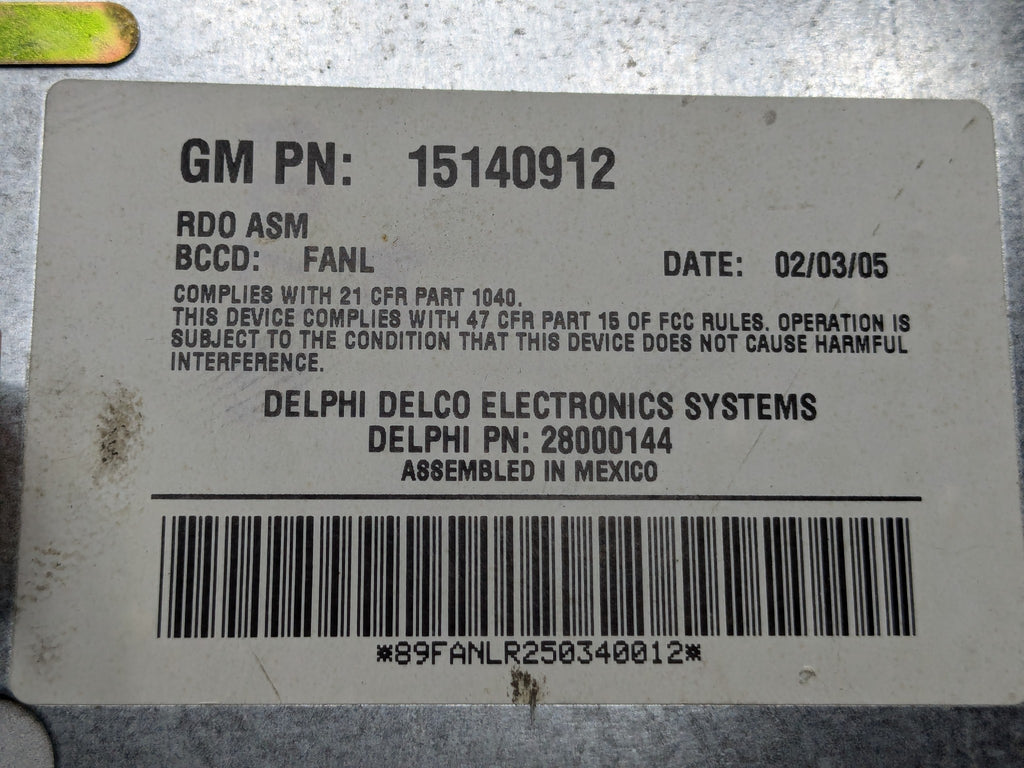 GM PN: 15140912
RDO ASM
BCCD: FANL DATE: 02/03/05
COMPLIES WITH 21 CFR PART 1040.
THIS DEVICE COMPLIES WITH 47 CFR PART 15 OF FCC RULES. OPERATION IS
SUBJECT TO THE CONDITION THAT THIS DEVICE DOES NOT CAUSE HARMFUL
INTERFERENCE.
DELPHI DELCO ELECTRONICS SYSTEMS
DELPHI PN: 28000144
ASSEMBLED IN MEXICO
*89FANLR250340012*